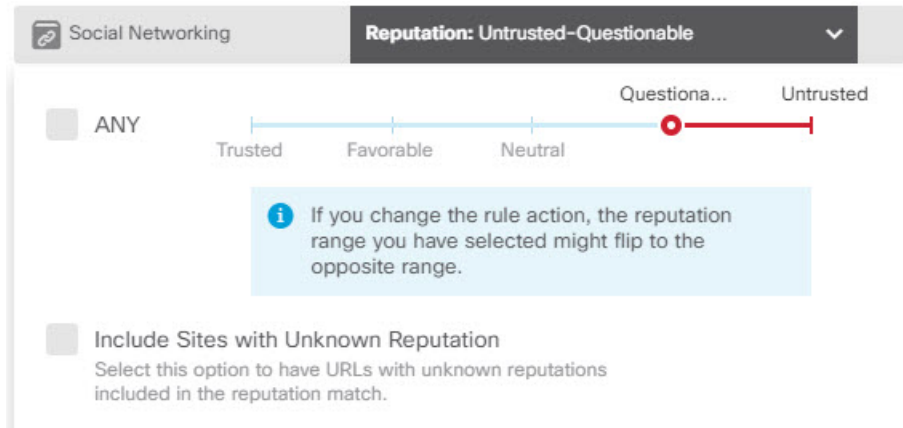 Social Networking
Reputation: Untrusted-Questionable
Questiona... Untrusted
ANY
Trusted Favorable Neutral
If you change the rule action, the reputation
range you have selected might flip to the
opposite range.
Include Sites with Unknown Reputation
Select this option to have URLs with unknown reputations
included in the reputation match.